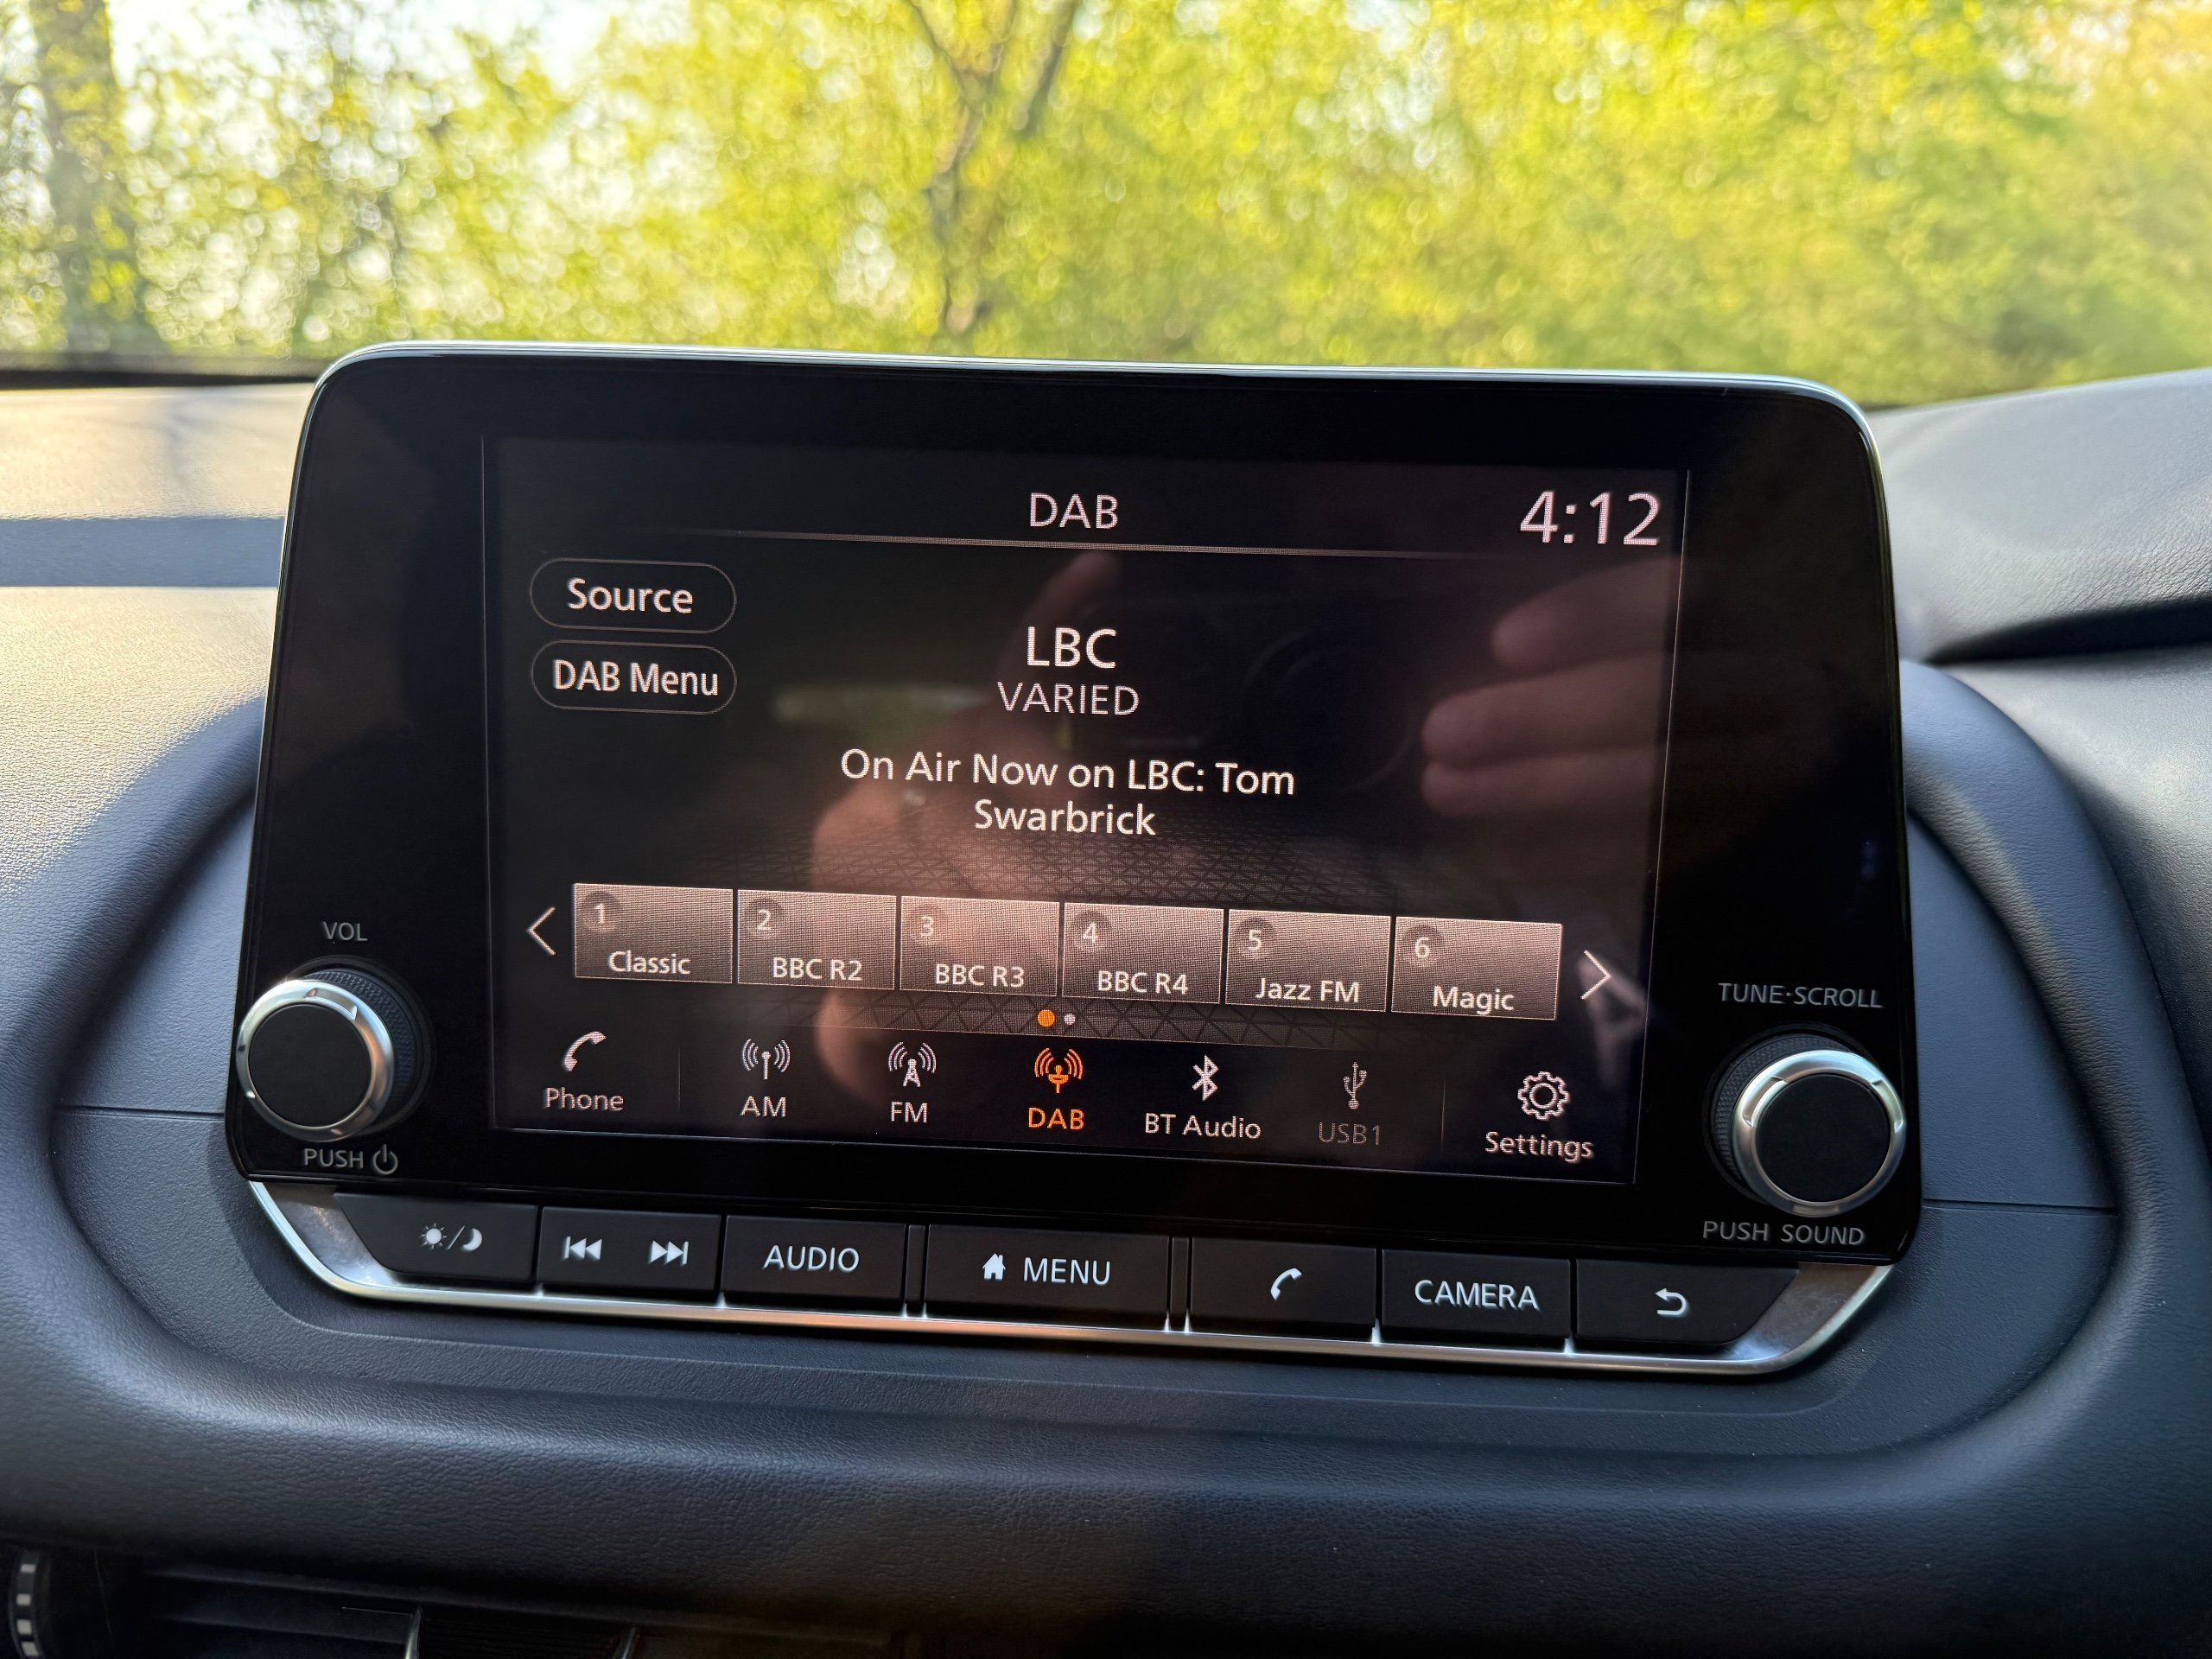 DAB
4:12
Source
DAB Menu
LBC
VARIED
On Air Now on LBC: Tom
Swarbrick
1
Classic
2
BBC R2
3
BBC R3
4
BBC R4
5
Jazz FM
6
Magic
Phone
AM
FM
DAB
BT Audio
USB1
Settings
VOL
PUSH
TUNE·SCROLL
PUSH SOUND
AUDIO
MENU
CAMERA